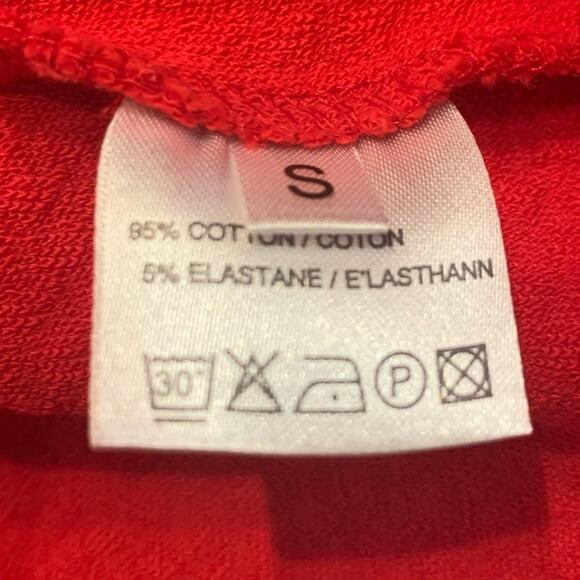 S
95% COTTON / COTON
5% ELASTANE / E'LASTHANN
30° P